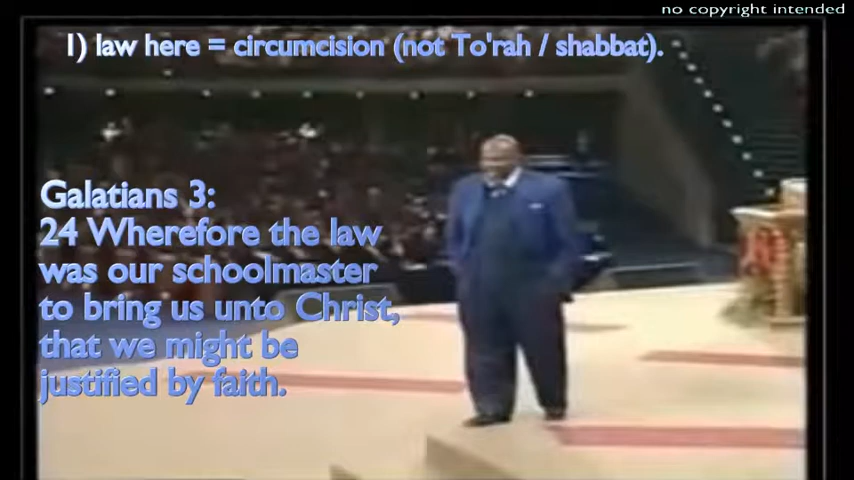 no copyright intended
1) law here = circumcision (not To'rah / shabbat).
Galatians 3:
24 Wherefore the law
was our schoolmaster
to bring us unto Christ,
that we might be
justified by faith.